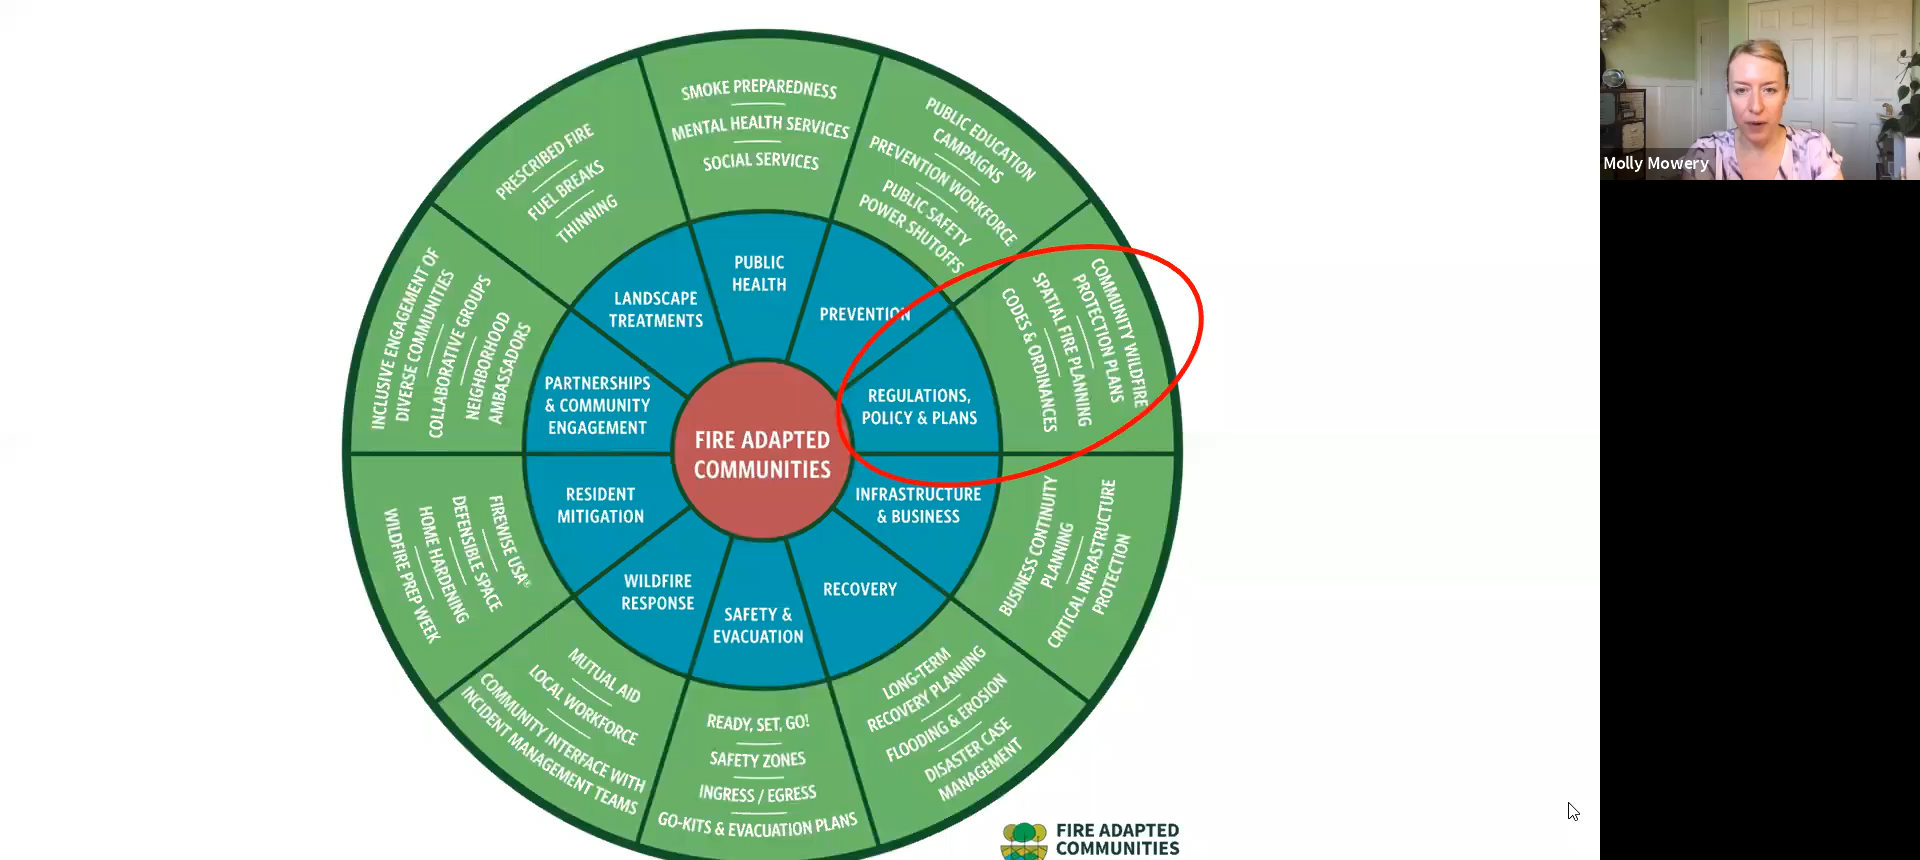 SMOKE PREPAREDNESS
MENTAL HEALTH SERVICES
SOCIAL SERVICES
PUBLIC EDUCATION
CAMPAIGNS
PREVENTION WORKFORCE
PUBLIC SAFETY
POWER SHUTOFFS
COMMUNITY WILDFIRE
PROTECTION PLANS
SPATIAL FIRE PLANNING
CODES & ORDINANCES
BUSINESS CONTINUITY
PLANNING
CRITICAL INFRASTRUCTURE
PROTECTION
LONG-TERM
RECOVERY PLANNING
FLOODING & EROSION
DISASTER CASE
MANAGEMENT
READY, SET, GO!
SAFETY ZONES
INGRESS / EGRESS
GO-KITS & EVACUATION PLANS
MUTUAL AID
LOCAL WORKFORCE
COMMUNITY INTERFACE WITH
INCIDENT MANAGEMENT TEAMS
FIREWISE USA®
DEFENSIBLE SPACE
HOME HARDENING
WILDFIRE PREP WEEK
INCLUSIVE ENGAGEMENT OF
DIVERSE COMMUNITIES
COLLABORATIVE GROUPS
NEIGHBORHOOD
AMBASSADORS
PRESCRIBED FIRE
FUEL BREAKS
THINNING
PUBLIC
HEALTH
PREVENTION
REGULATIONS,
POLICY & PLANS
INFRASTRUCTURE
& BUSINESS
RECOVERY
SAFETY &
EVACUATION
WILDFIRE
RESPONSE
RESIDENT
MITIGATION
PARTNERSHIPS
& COMMUNITY
ENGAGEMENT
LANDSCAPE
TREATMENTS
FIRE ADAPTED
COMMUNITIES
FIRE ADAPTED
COMMUNITIES
Molly Mowery